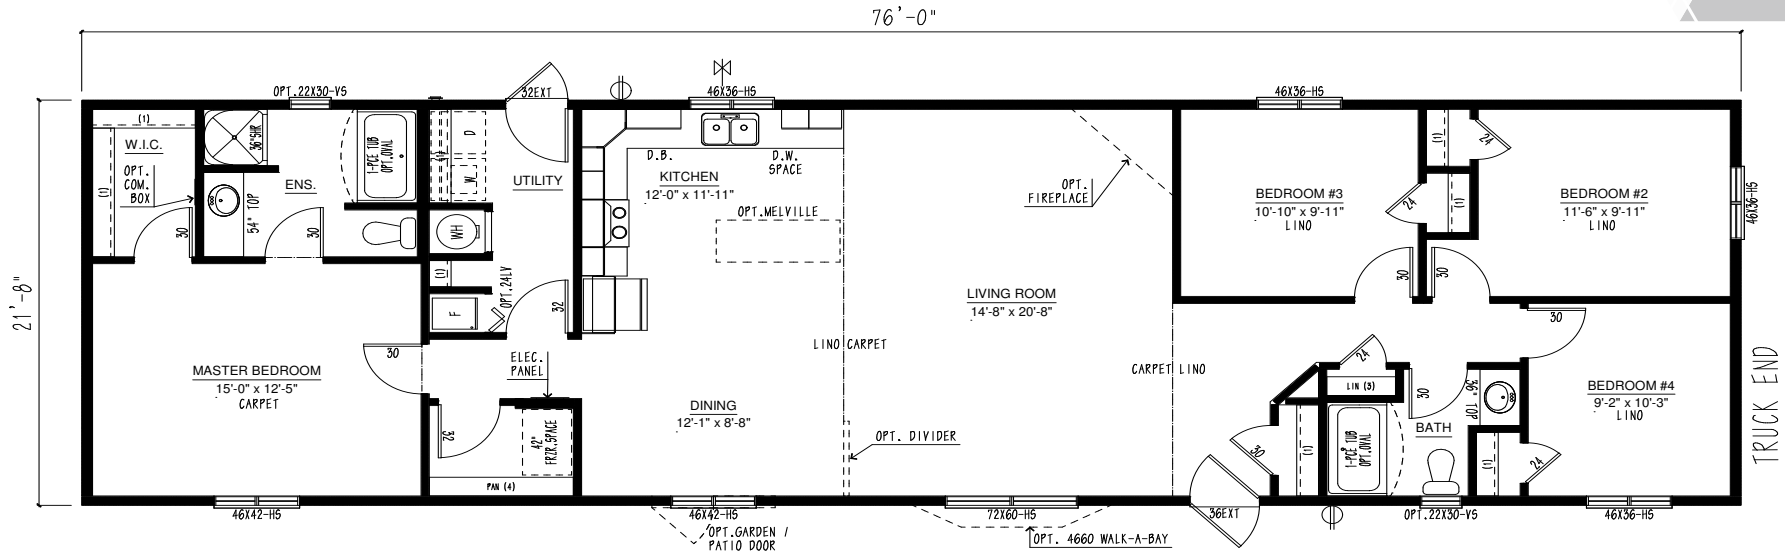 76'-0"
21'-8"
OPT.22X30-VS
32EXT
46X36-HS
46X36-HS
(1)
W.I.C.
(1)
OPT.
COM.
BOX
30
36"SHR
ENS.
54" TOP
30
1-PCE TUB
OPT.OVAL
(1)
D
W
UTILITY
WH
(1)
F
OPT.24LV
32
D.B.
D.W.
SPACE
KITCHEN
12'-0" x 11'-11"
OPT.MELVILLE
OPT.
FIREPLACE
LIVING ROOM
14'-8" x 20'-8"
LINO CARPET
CARPET LINO
BEDROOM #3
10'-10" x 9'-11"
LINO
(1)
24
24
(1)
BEDROOM #2
11'-6" x 9'-11"
LINO
46X36-HS
30
30
MASTER BEDROOM
15'-0" x 12'-5"
CARPET
30
ELEC.
PANEL
32
42"
FRZR.SPACE
PAN (4)
DINING
12'-1" x 8'-8"
OPT. DIVIDER
24
LIN (3)
30
(1)
1-PCE TUB
OPT.OVAL
30
BATH
36" TOP
(1)
24
30
BEDROOM #4
9'-2" x 10'-3"
LINO
TRUCK END
46X42-HS
46X42-HS
OPT.GARDEN /
PATIO DOOR
72X60-HS
OPT. 4660 WALK-A-BAY
36EXT
OPT.22X30-VS
46X36-HS